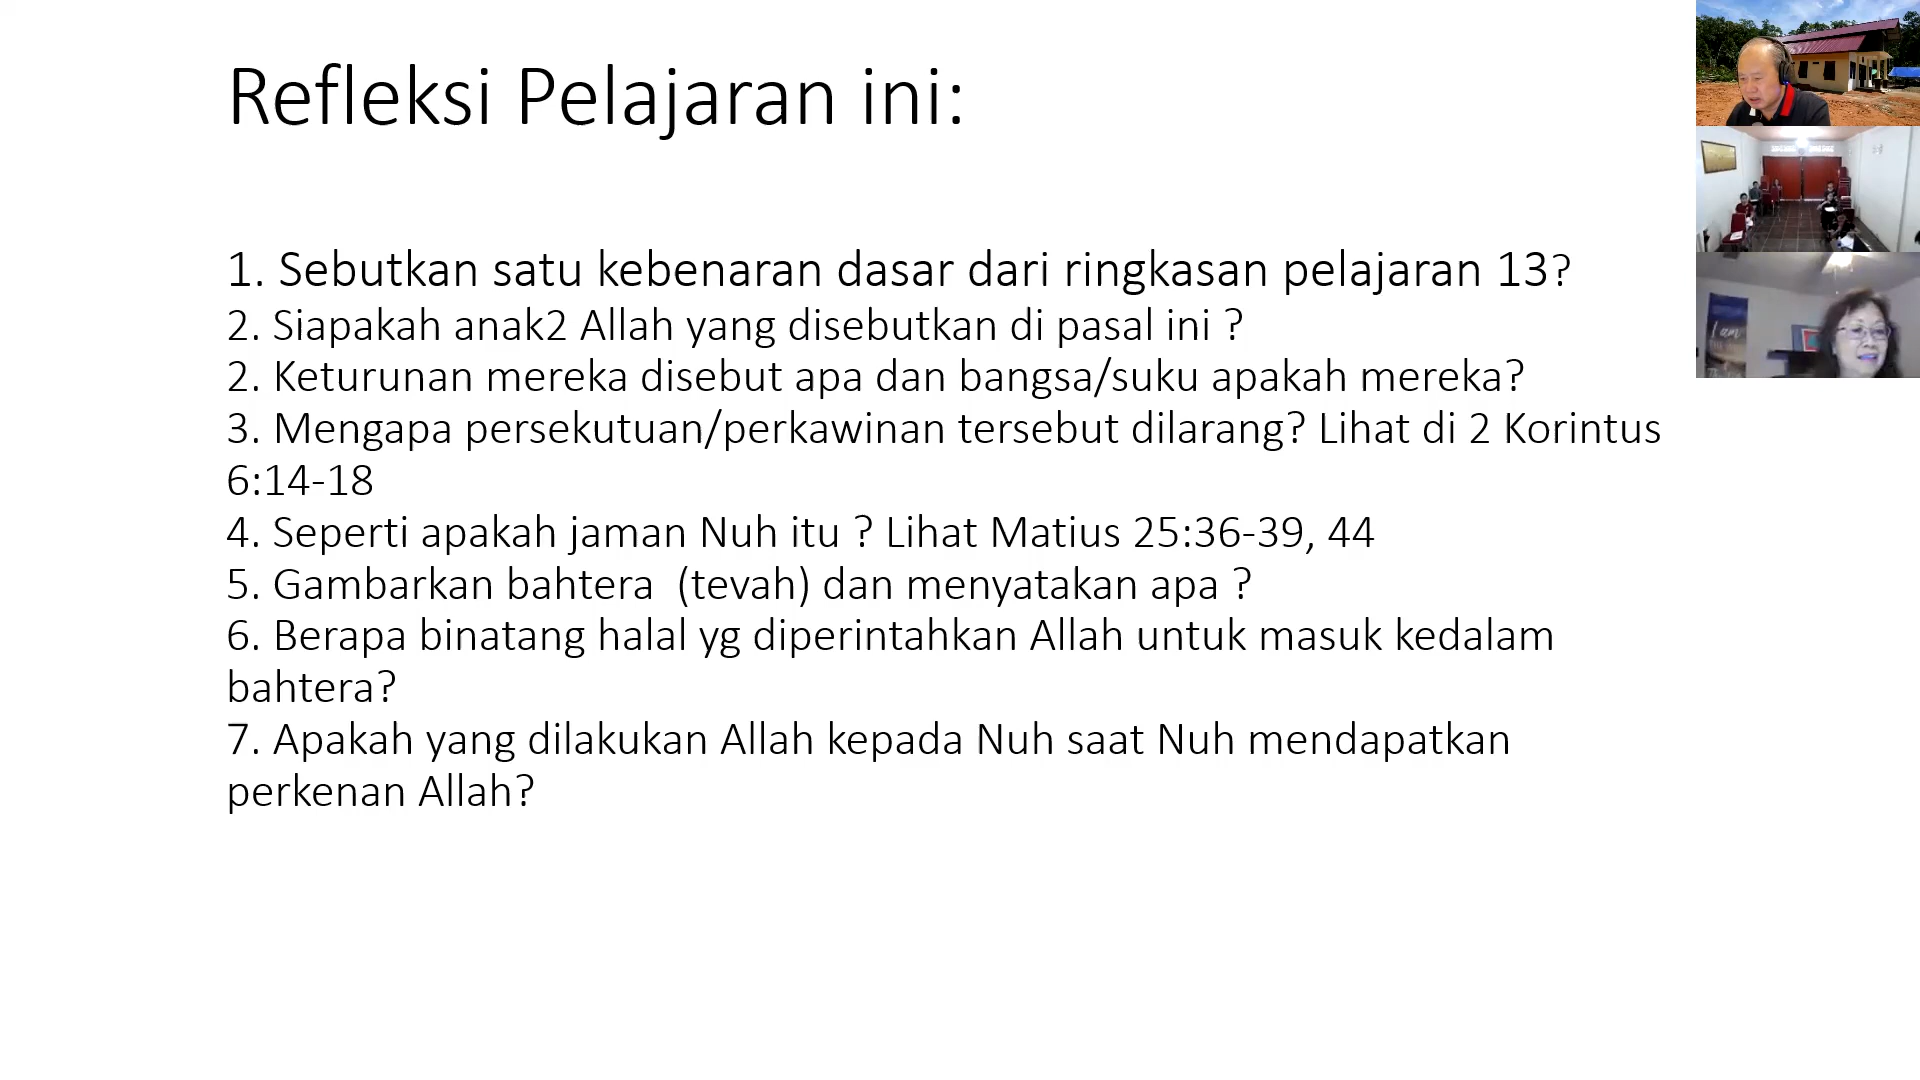 Refleksi Pelajaran ini:
1. Sebutkan satu kebenaran dasar dari ringkasan pelajaran 13?
2. Siapakah anak2 Allah yang disebutkan di pasal ini ?
2. Keturunan mereka disebut apa dan bangsa/suku apakah mereka?
3. Mengapa persekutuan/perkawinan tersebut dilarang? Lihat di 2 Korintus
6:14-18
4. Seperti apakah jaman Nuh itu ? Lihat Matius 25:36-39, 44
5. Gambarkan bahtera  (tevah) dan menyatakan apa ?
6. Berapa binatang halal yg diperintahkan Allah untuk masuk kedalam
bahtera?
7. Apakah yang dilakukan Allah kepada Nuh saat Nuh mendapatkan
perkenan Allah?
I am